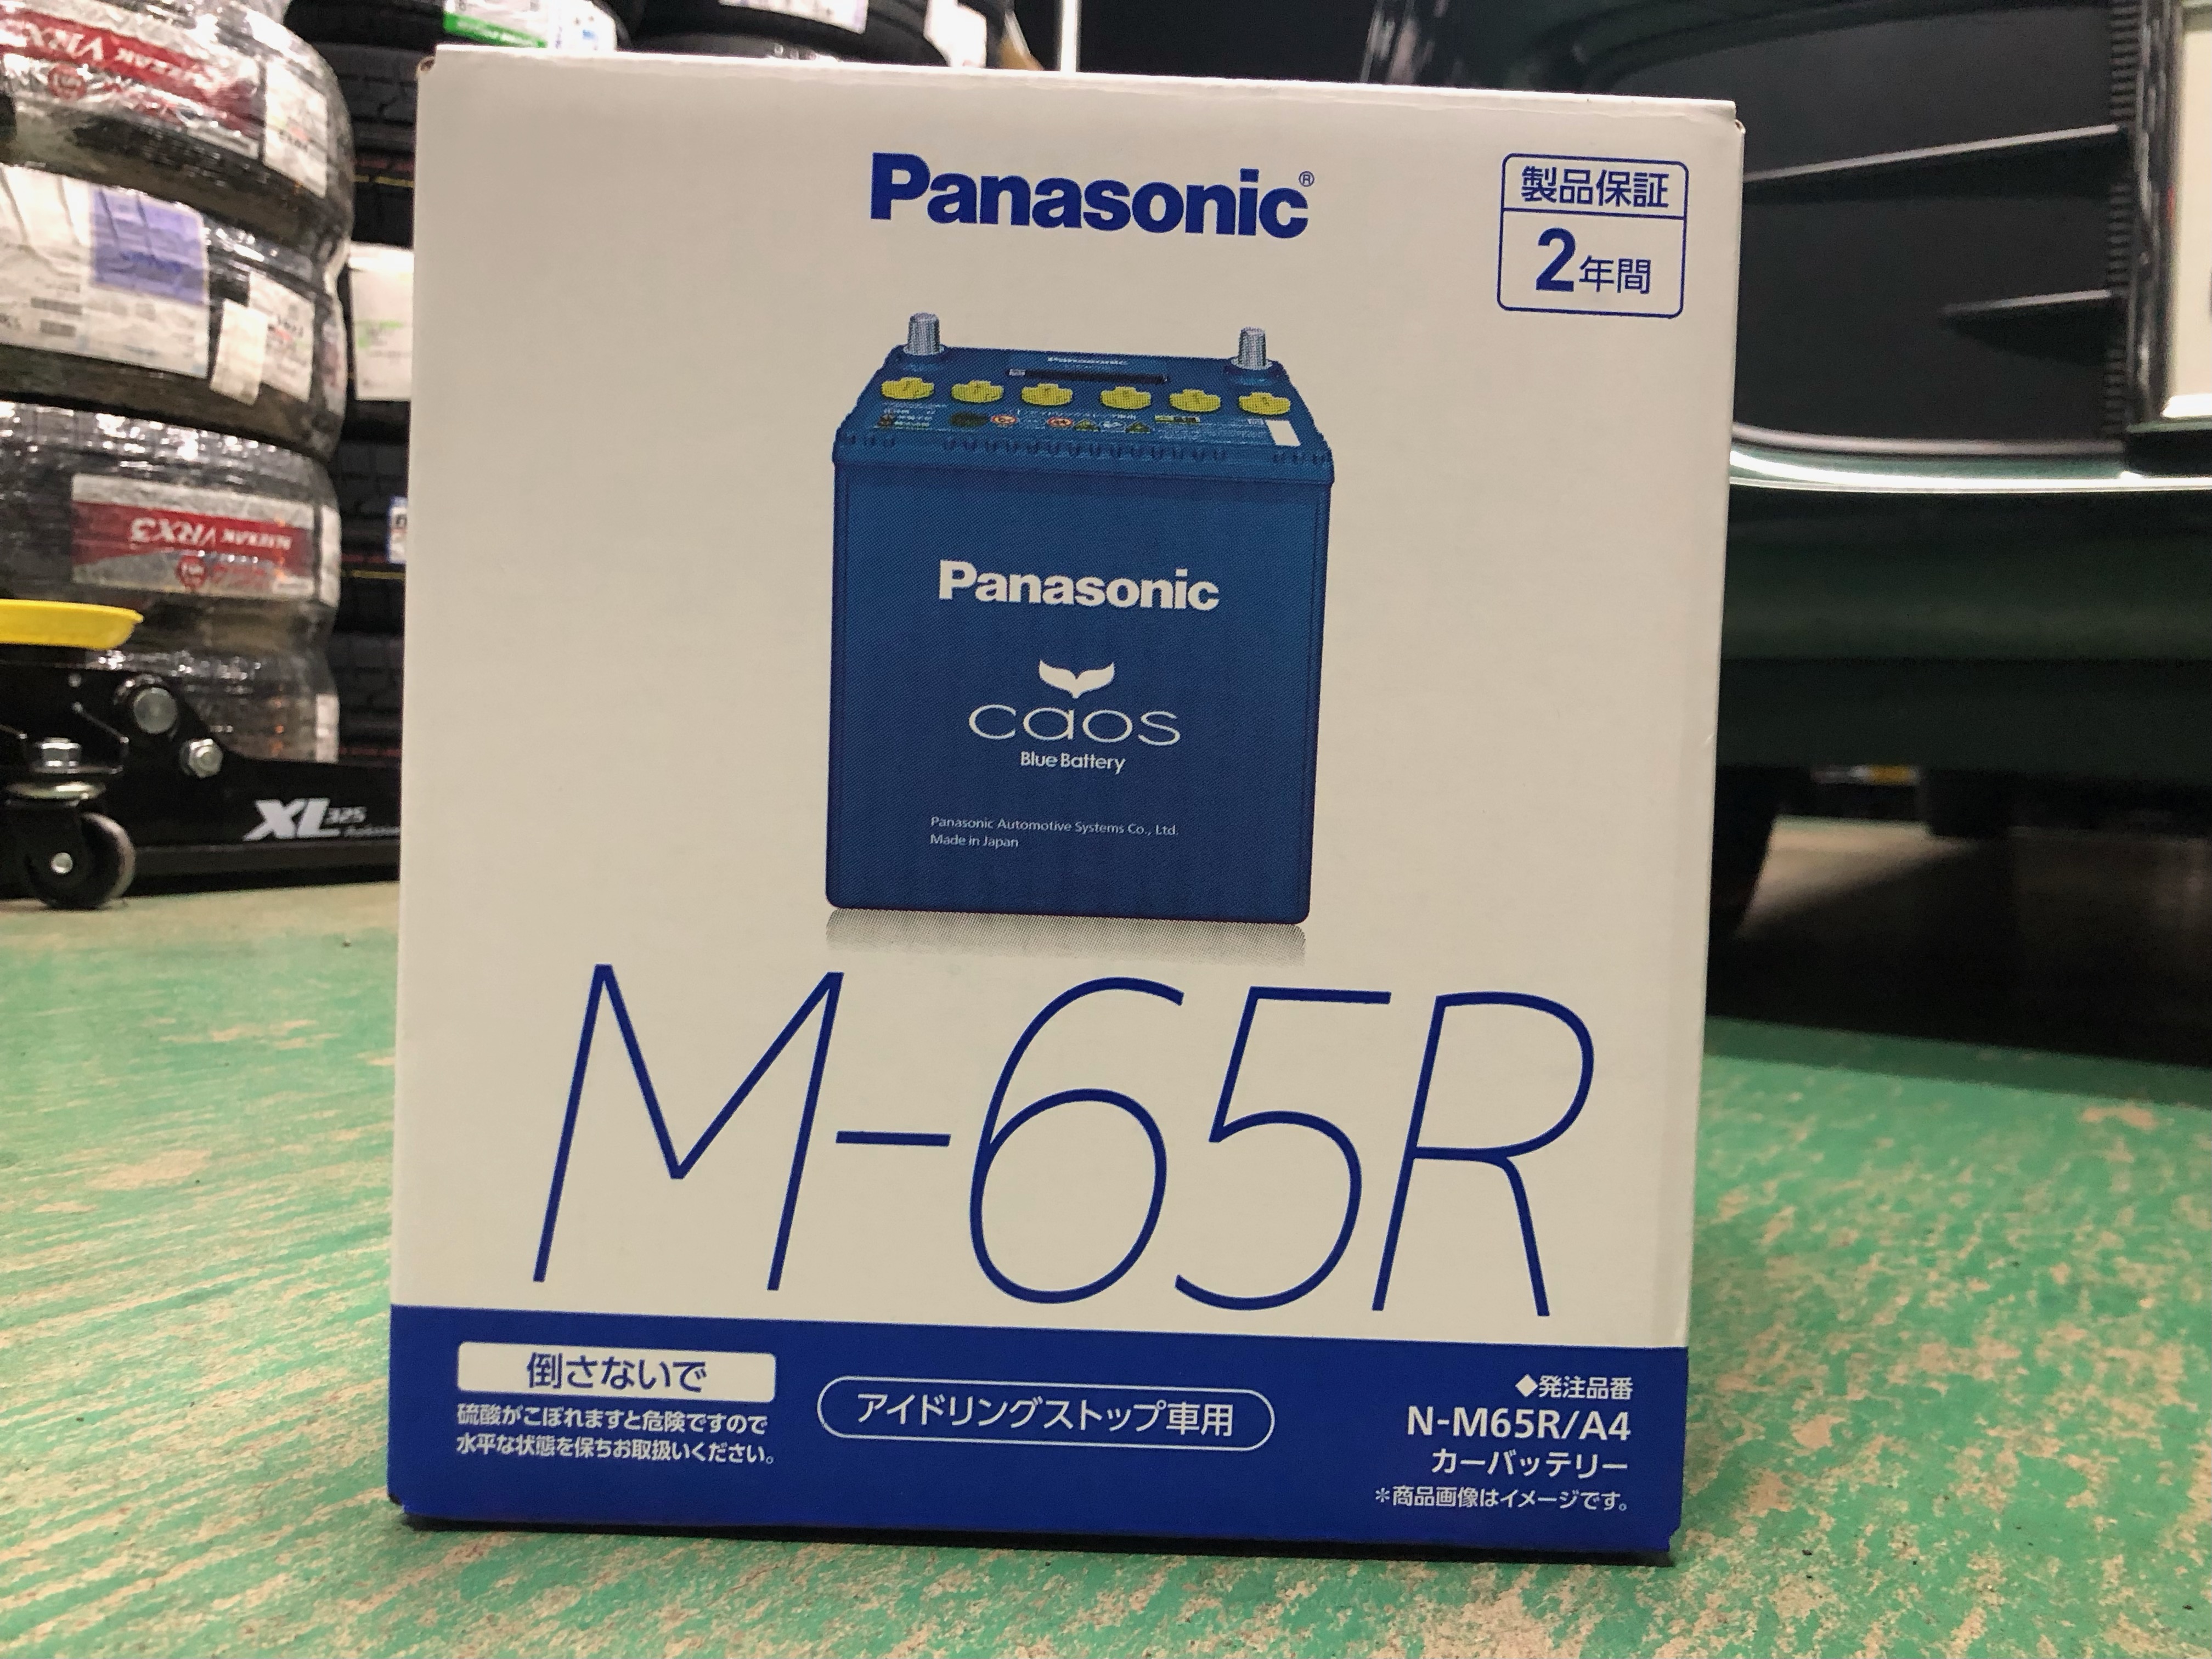 Panasonic®
製品保証
2年間
Panasonic
Panasonic
caos
Blue Battery
Panasonic Automotive Systems Co., Ltd.
Made in Japan
M-65R
倒さないで
硫酸がこぼれますと危険ですので
水平な状態を保ちお取扱いください。
アイドリングストップ車用
◆発注品番
N-M65R/A4
カーバッテリー
*商品画像はイメージです。
BLIZZAK VRX3
XL 325